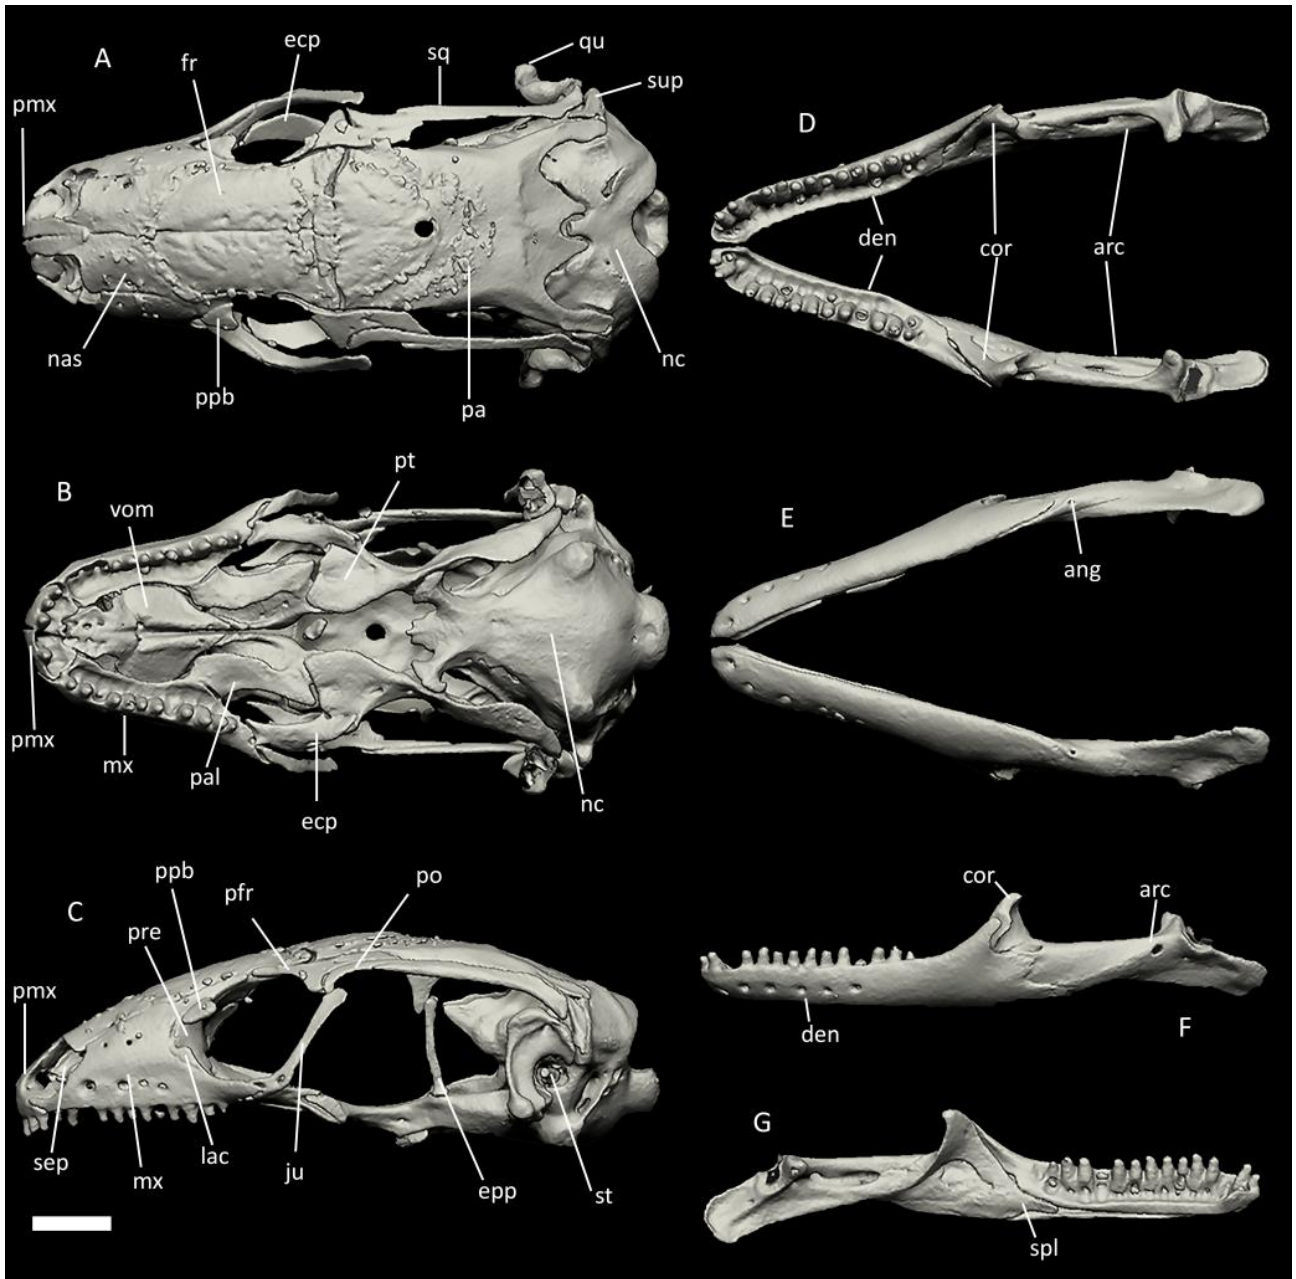 A
ecp
fr
sq
qu
sup
pmx
nas
ppb
pa
nc
B
vom
pt
pmx
mx
pal
ecp
nc
C
ppb
pfr
po
pre
pmx
sep
mx
lac
ju
epp
st
D
den
cor
arc
E
ang
cor
arc
den
F
G
spl